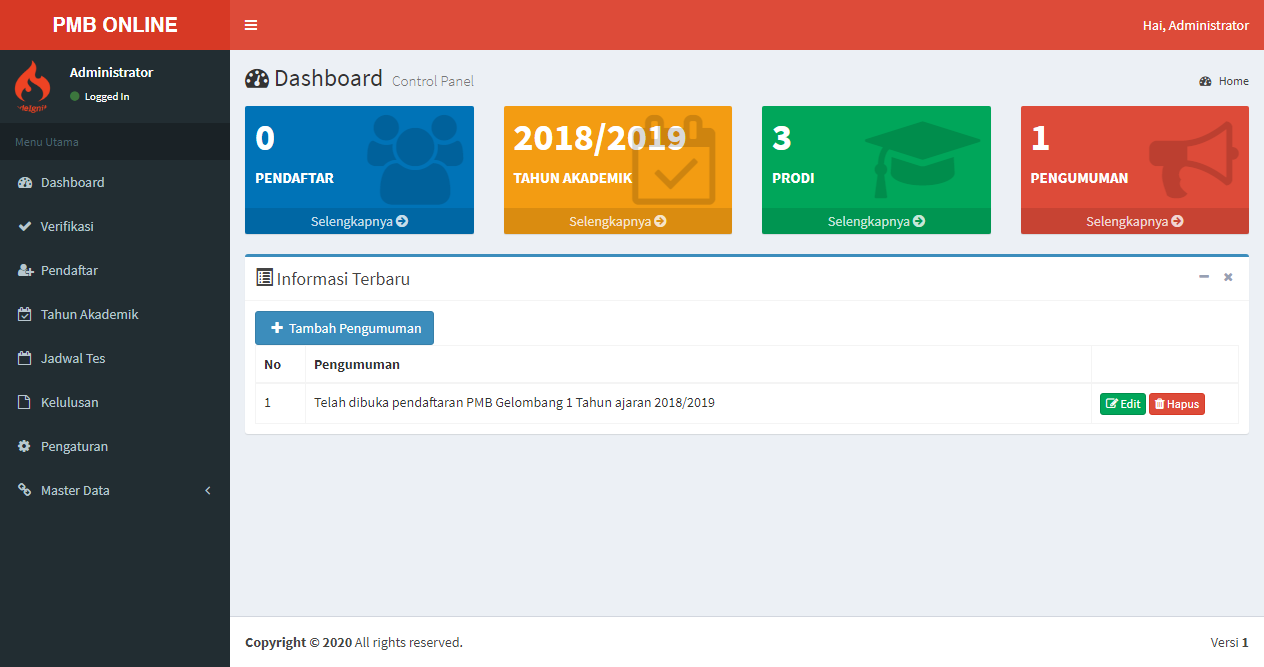 PMB ONLINE
Hai, Administrator
Administrator
Logged In
Menu Utama
Dashboard
Verifikasi
Pendaftar
Tahun Akademik
Jadwal Tes
Kelulusan
Pengaturan
Master Data
Dashboard Control Panel
Home
0
PENDAFTAR
Selengkapnya
2018/2019
TAHUN AKADEMIK
Selengkapnya
3
PRODI
Selengkapnya
1
PENGUMUMAN
Selengkapnya
Informasi Terbaru
Tambah Pengumuman
No Pengumuman
1 Telah dibuka pendaftaran PMB Gelombang 1 Tahun ajaran 2018/2019 Edit Hapus
Copyright © 2020 All rights reserved.
Versi 1